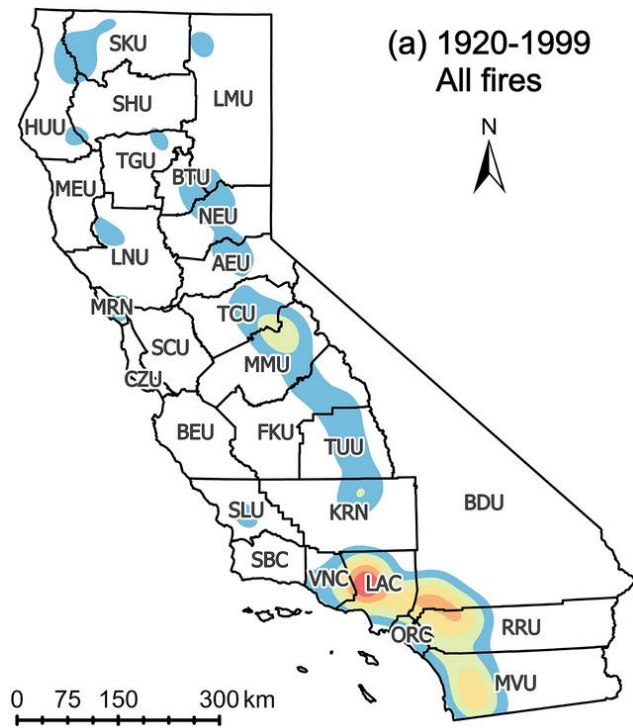 (a) 1920-1999
All fires
N
SKU
LMU
SHU
HUU
TGU
BTU
MEU
NEU
LNU
AEU
MRN
TCU
SCU
MMU
CZU
BEU
FKU
TUU
SLU
KRN
BDU
SBC
VNC
LAC
ORC
RRU
MVU
0 75 150 300 km